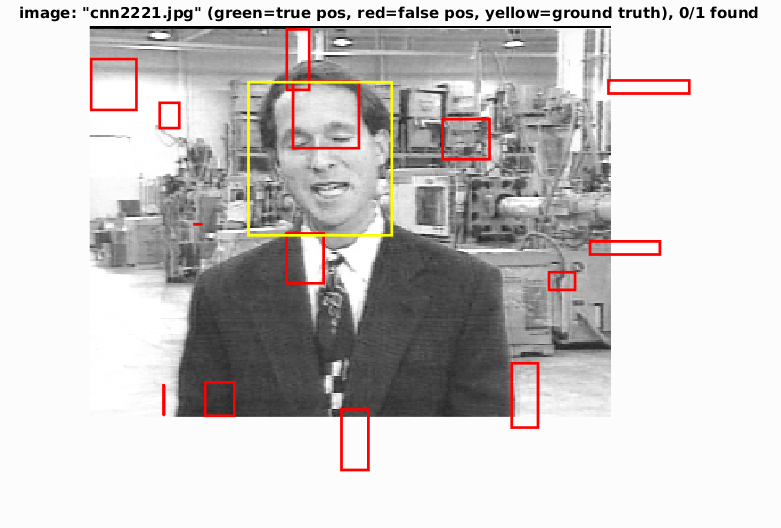 image: "cnn2221.jpg" (green=true pos, red=false pos, yellow=ground truth), 0/1 found